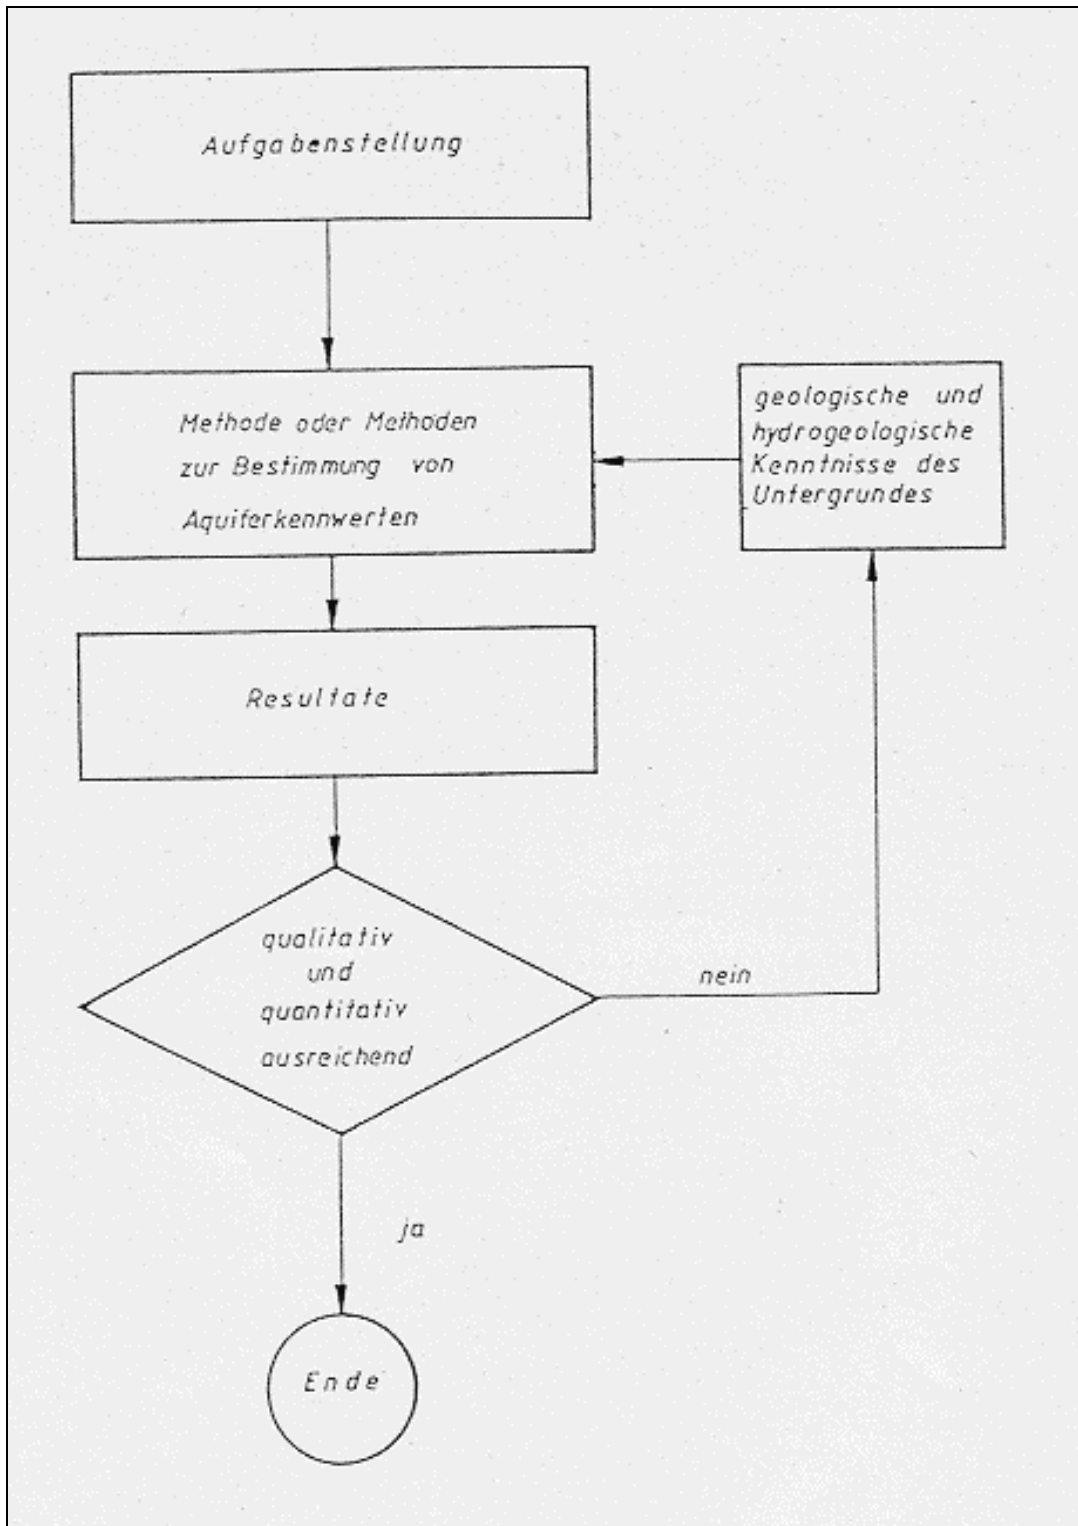 Aufgabenstellung
Methode oder Methoden
zur Bestimmung von
Aquiferkennwerten
geologische und
hydrogeologische
Kenntnisse des
Untergrundes
Resultate
qualitativ
und
quantitativ
ausreichend
nein
ja
Ende